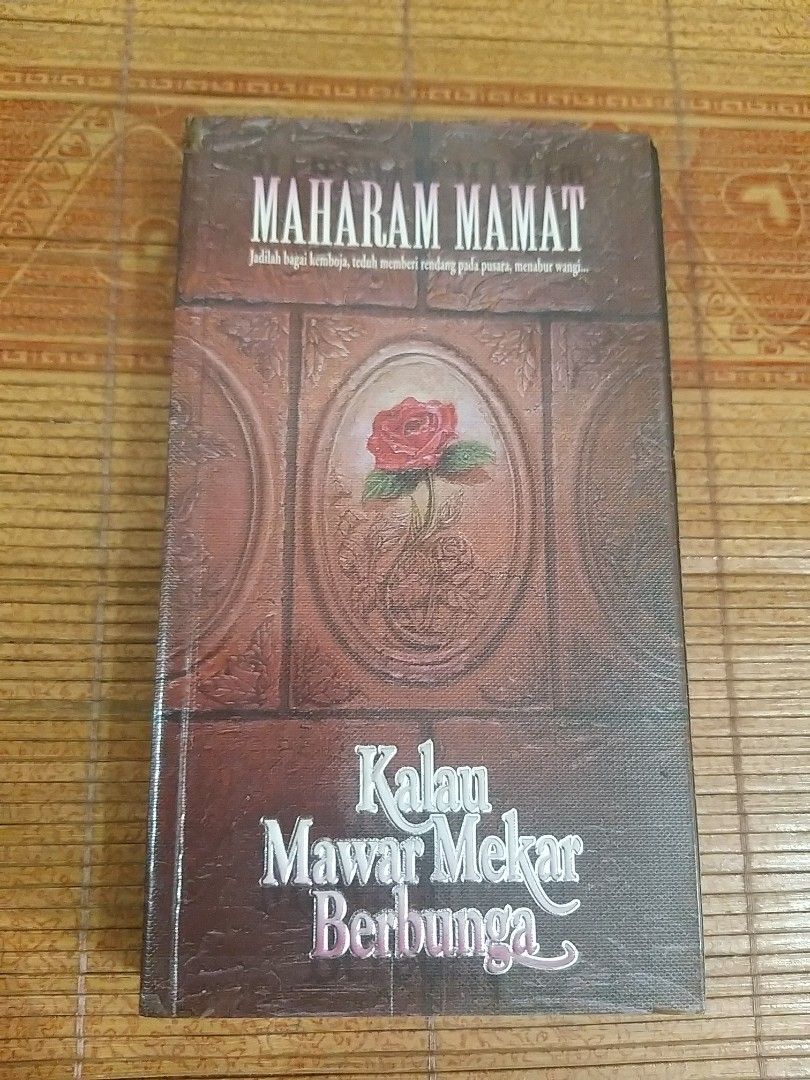 MAHARAM MAMAT
Jadilah bagai kemboja, teduh memberi rendang pada pusara, menabur wangi...
Kalau
Mawar Mekar
Berbunga